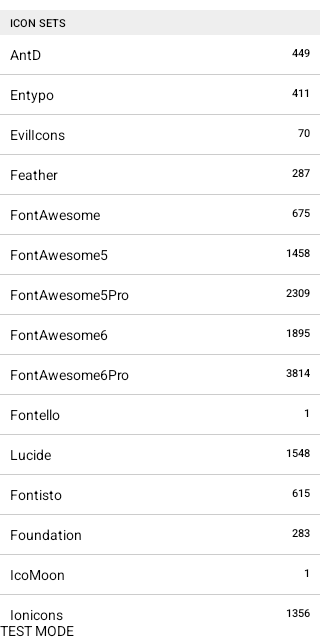 ICON SETS
AntD 449
Entypo 411
EvilIcons 70
Feather 287
FontAwesome 675
FontAwesome5 1458
FontAwesome5Pro 2309
FontAwesome6 1895
FontAwesome6Pro 3814
Fontello 1
Lucide 1548
Fontisto 615
Foundation 283
IcoMoon 1
Ionicons 1356
TEST MODE